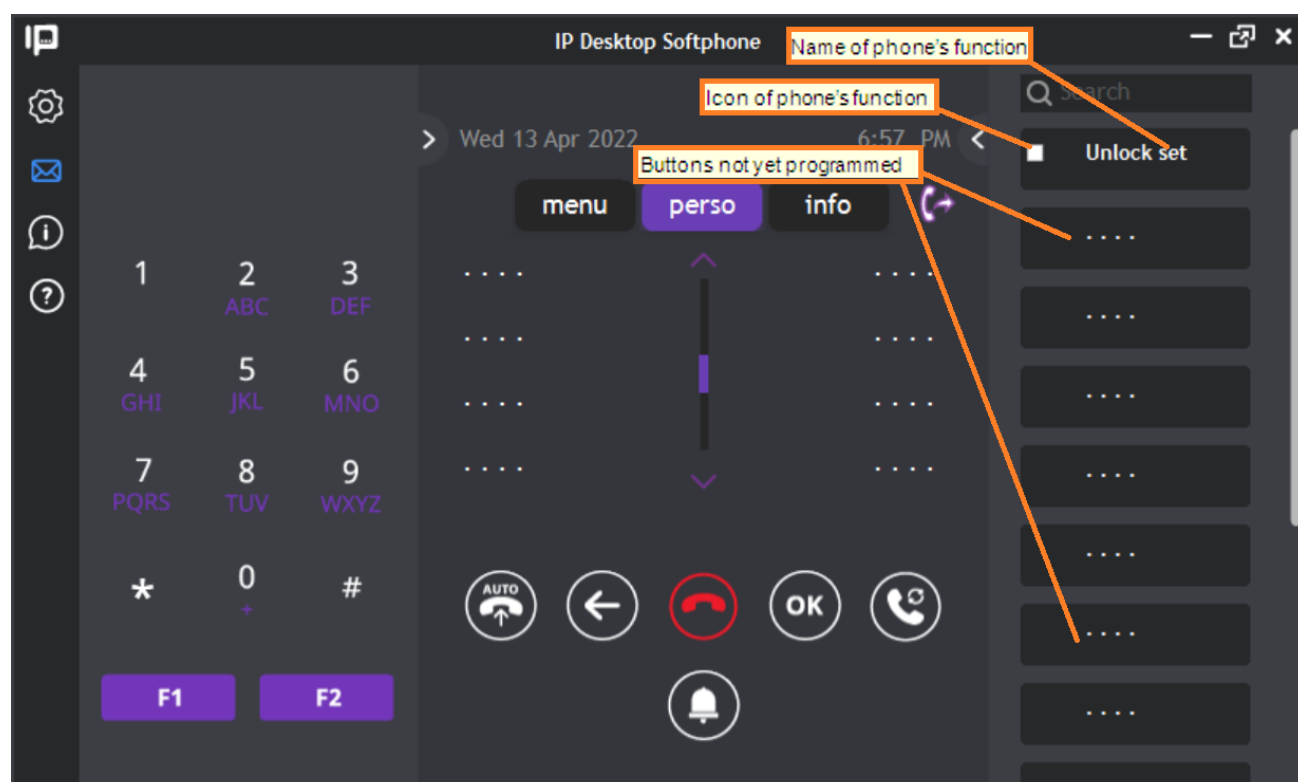 IP
IP Desktop Softphone
Name of phone's function
Search
Icon of phone's function
Wed 13 Apr 2022
6:57 PM
Unlock set
Buttons not yet programmed
menu
perso
info
. . . .
i
?
1
2
ABC
3
DEF
. . . .
. . . .
. . . .
. . . .
. . . .
4
GHI
5
JKL
6
MNO
. . . .
. . . .
. . . .
7
PQRS
8
TUV
9
WXYZ
. . . .
. . . .
. . . .
. . . .
*
0
+
#
AUTO
OK
. . . .
F1
F2
. . . .